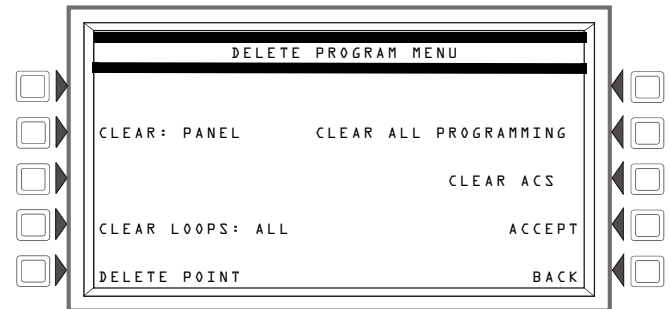 DELETE PROGRAM MENU
CLEAR: PANEL CLEAR ALL PROGRAMMING
CLEAR ACS
CLEAR LOOPS: ALL ACCEPT
DELETE POINT BACK